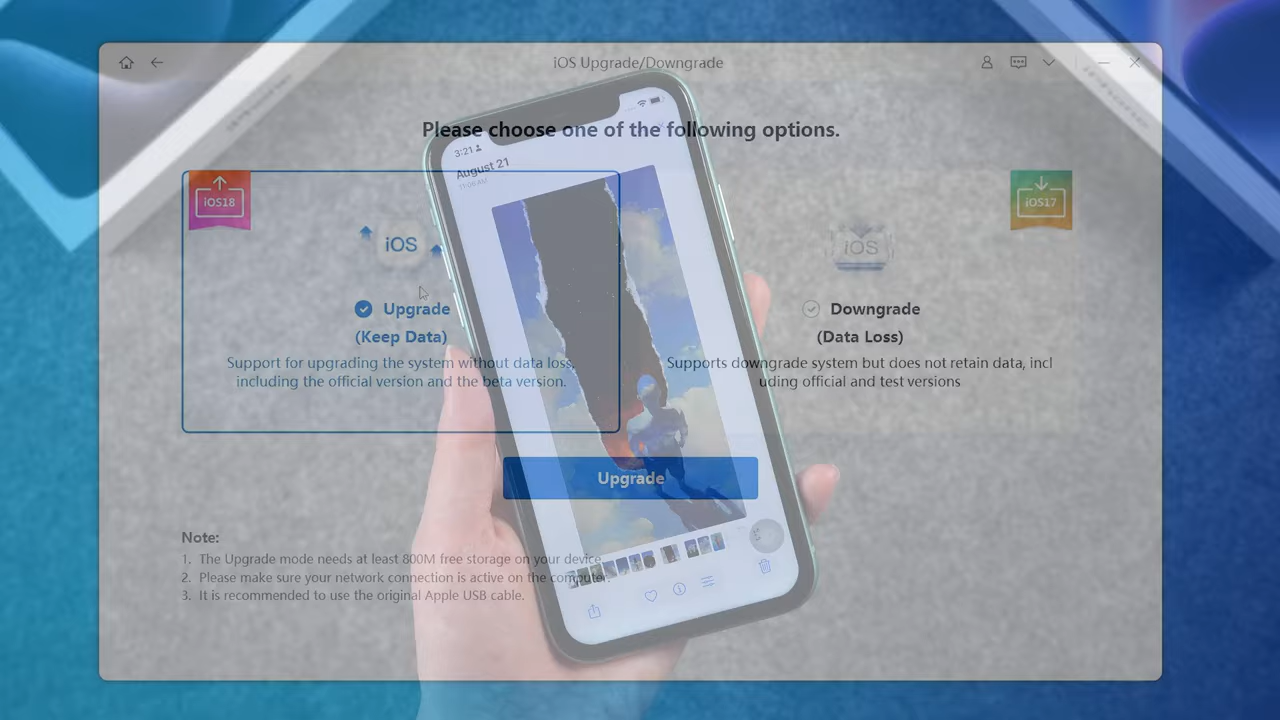 iOS Upgrade/Downgrade
Please choose one of the following options.
3:21
August 21
11:08 AM
iOS18
iOS
Upgrade
(Keep Data)
Support for upgrading the system without data loss,
including the official version and the beta version.
iOS17
iOS
Downgrade
(Data Loss)
Supports downgrade system but does not retain data, incl
uding official and test versions
Upgrade
Note:
1. The Upgrade mode needs at least 800M free storage on your device.
2. Please make sure your network connection is active on the computer.
3. It is recommended to use the original Apple USB cable.